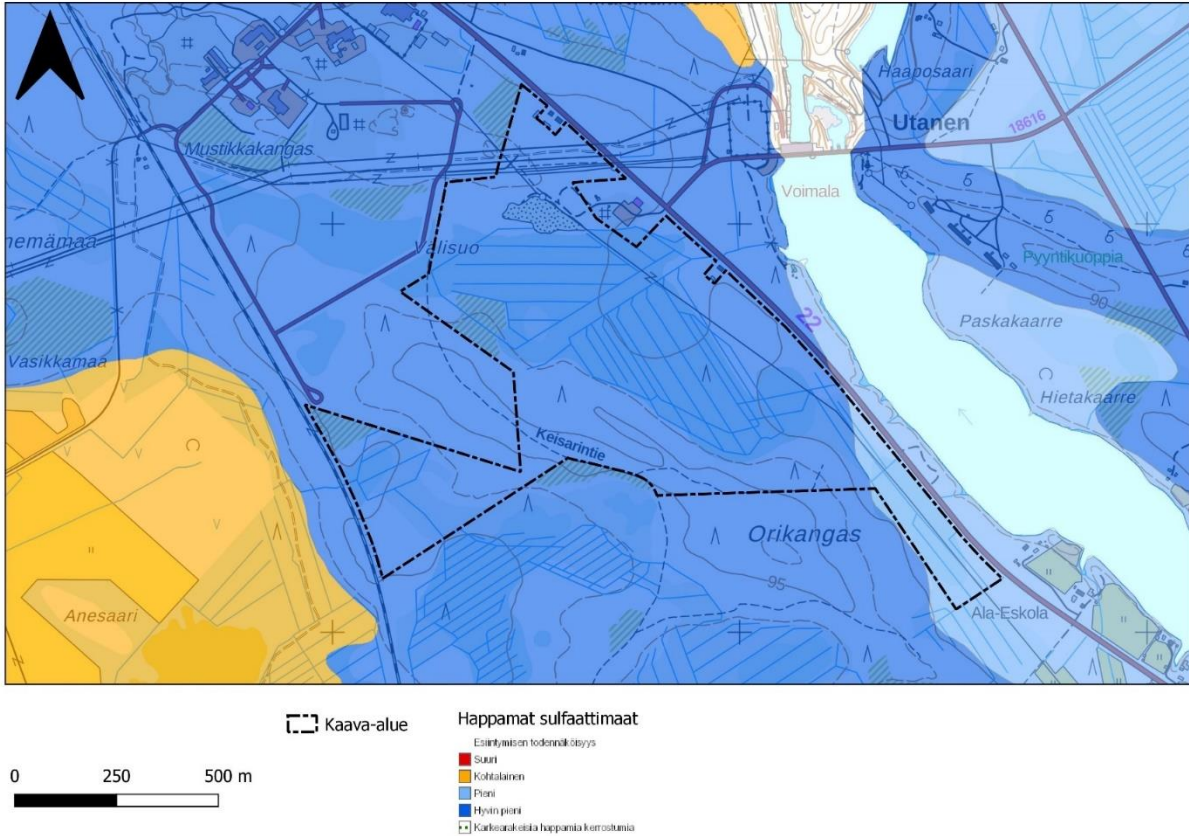 Haaposaari
Utanen
18616
Mustikkakangas
Voimala
nemämaa
Välisuo
Pyyntikuoppia
90
22
Paskakaarre
Vasikkamaa
Hietakaarre
Keisarintie
Orikangas
95
Anesaari
Ala-Eskola
Kaava-alue
Happamat sulfaattimaat
Esiintymisen todennäköisyys
Suuri
Kohtalainen
Pieni
Hyvin pieni
Karkearakeisia happamia kerrostumia
0 250 500 m